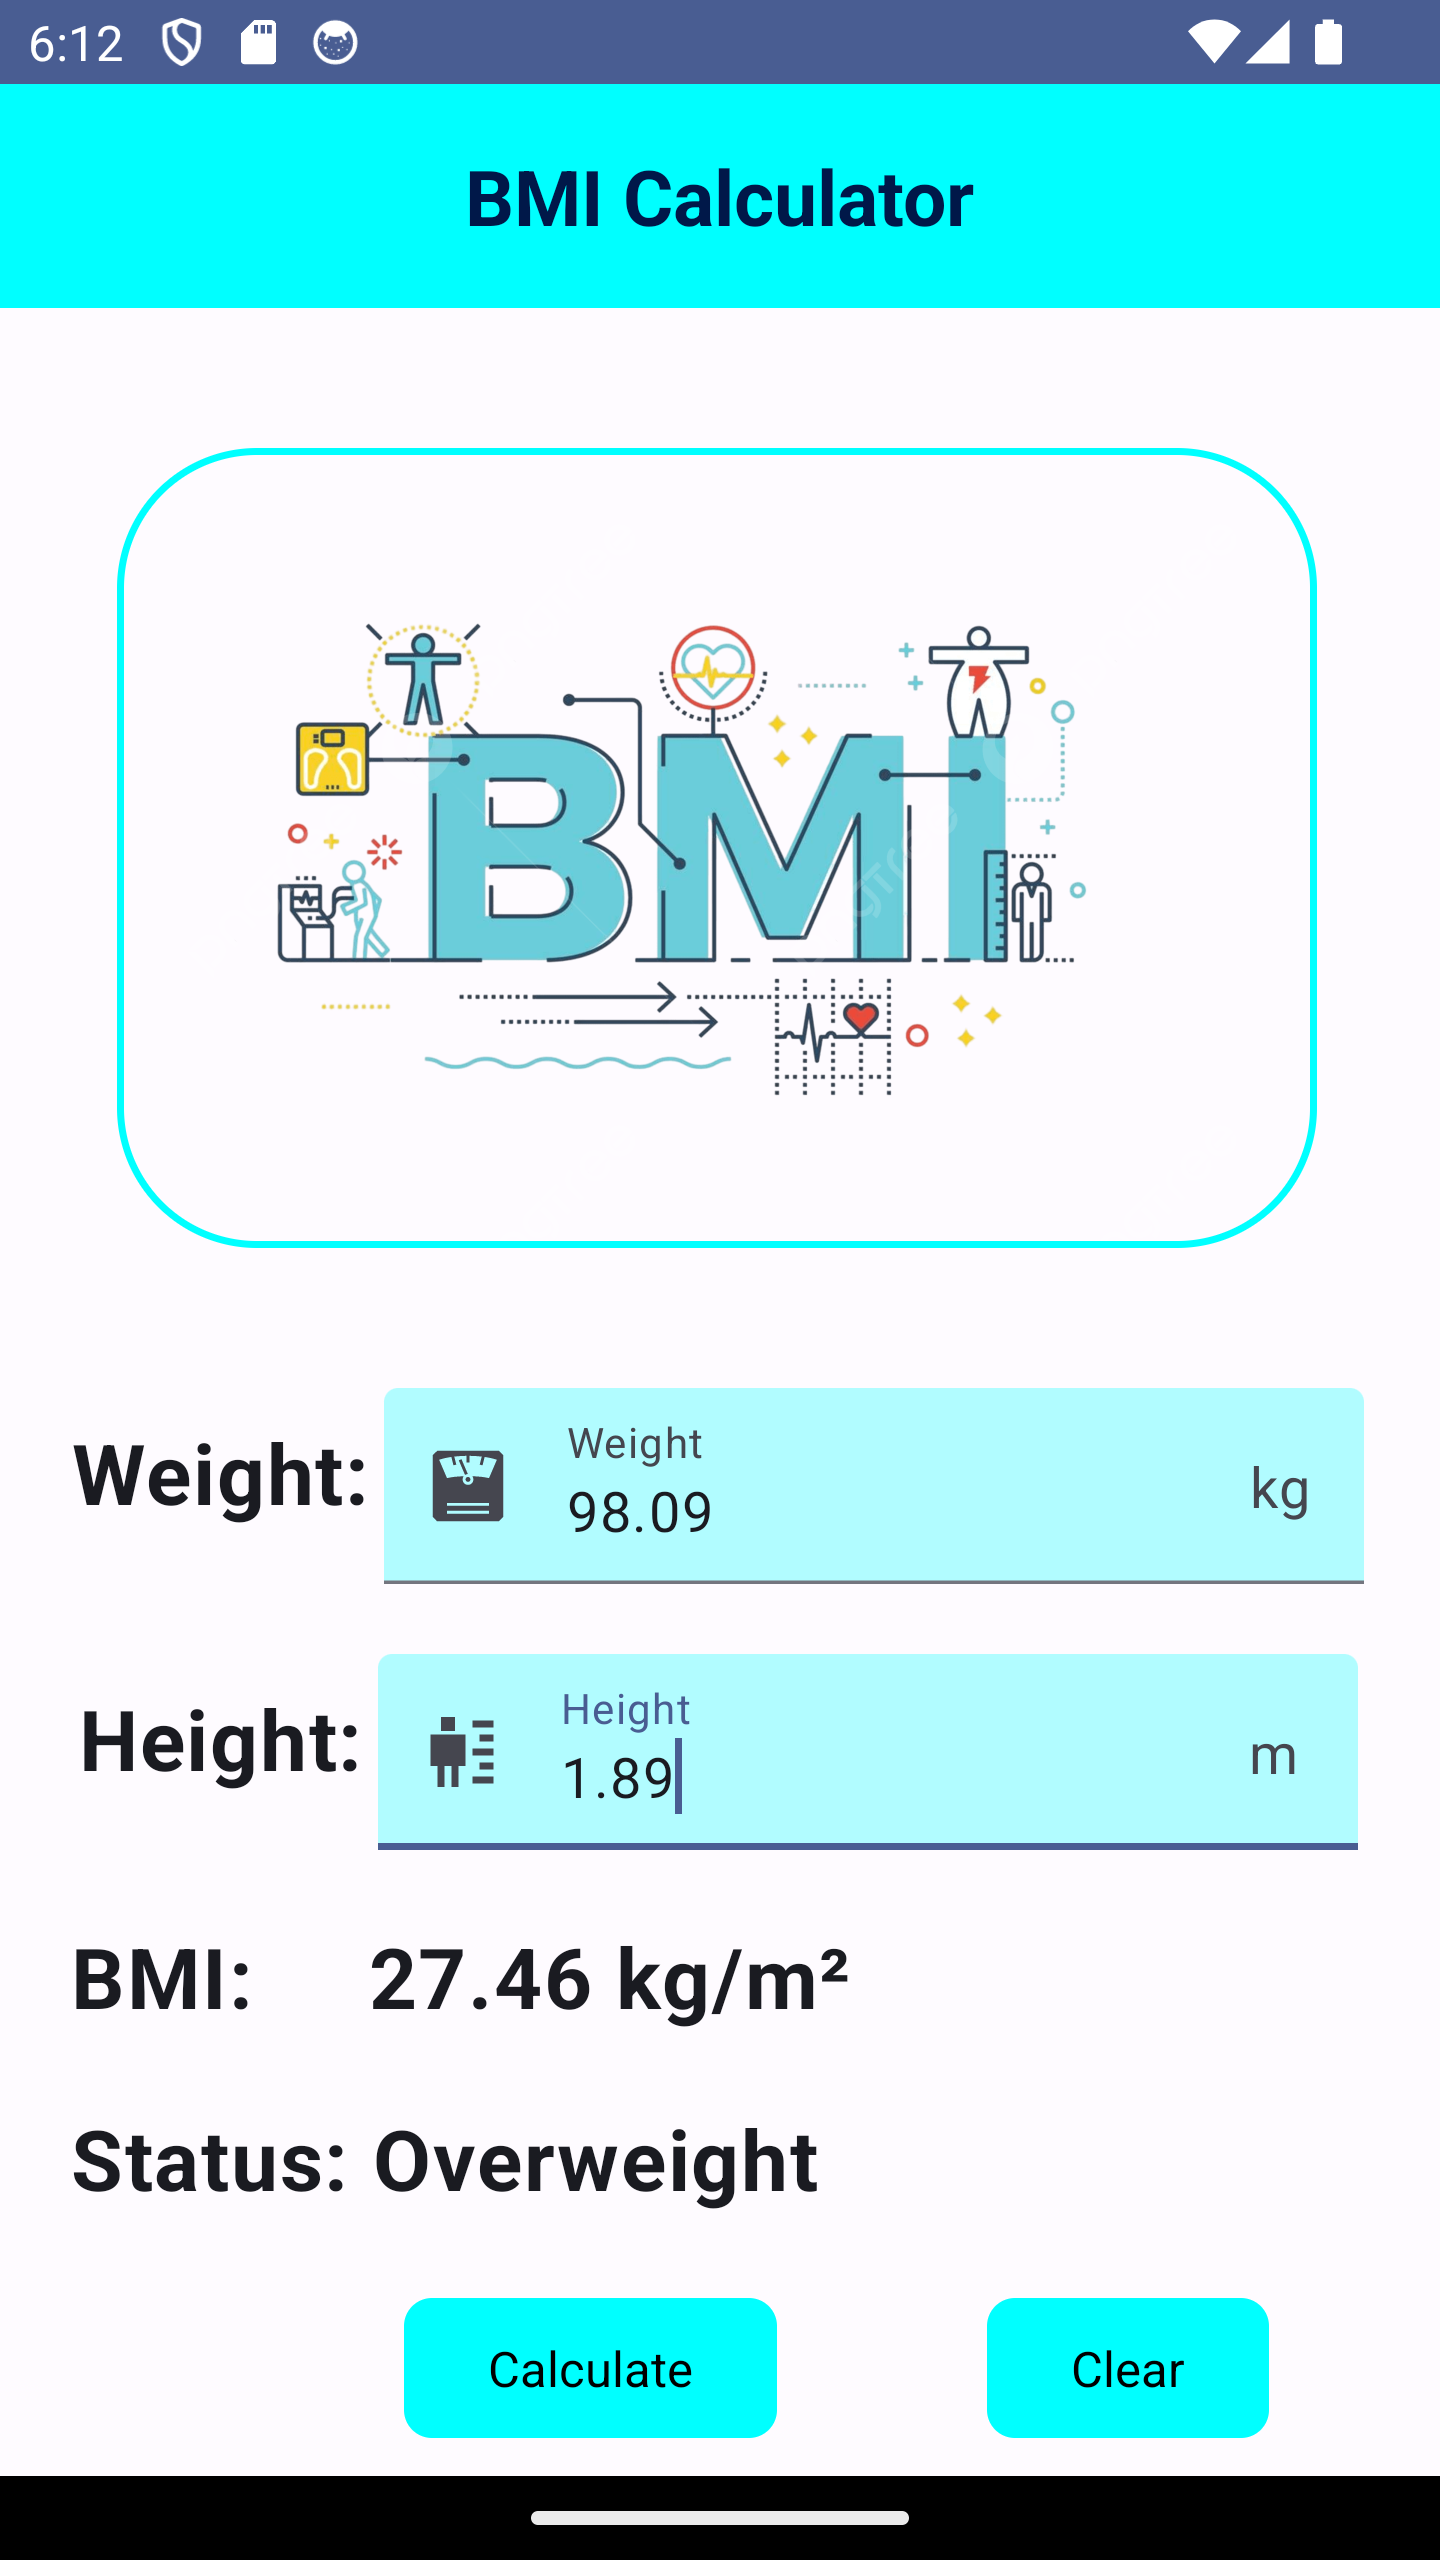 6:12
BMI Calculator
BMI
Weight:
Weight
98.09
kg
Height:
Height
1.89
m
BMI: 27.46 kg/m²
Status: Overweight
Calculate
Clear